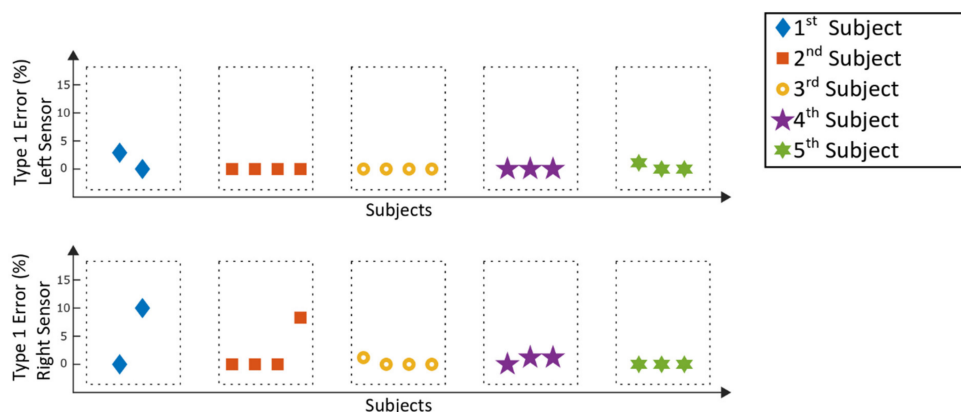 1st Subject
2nd Subject
3rd Subject
4th Subject
5th Subject
Type 1 Error (%)
Left Sensor
15
10
5
0
Subjects
Type 1 Error (%)
Right Sensor
15
10
5
0
Subjects